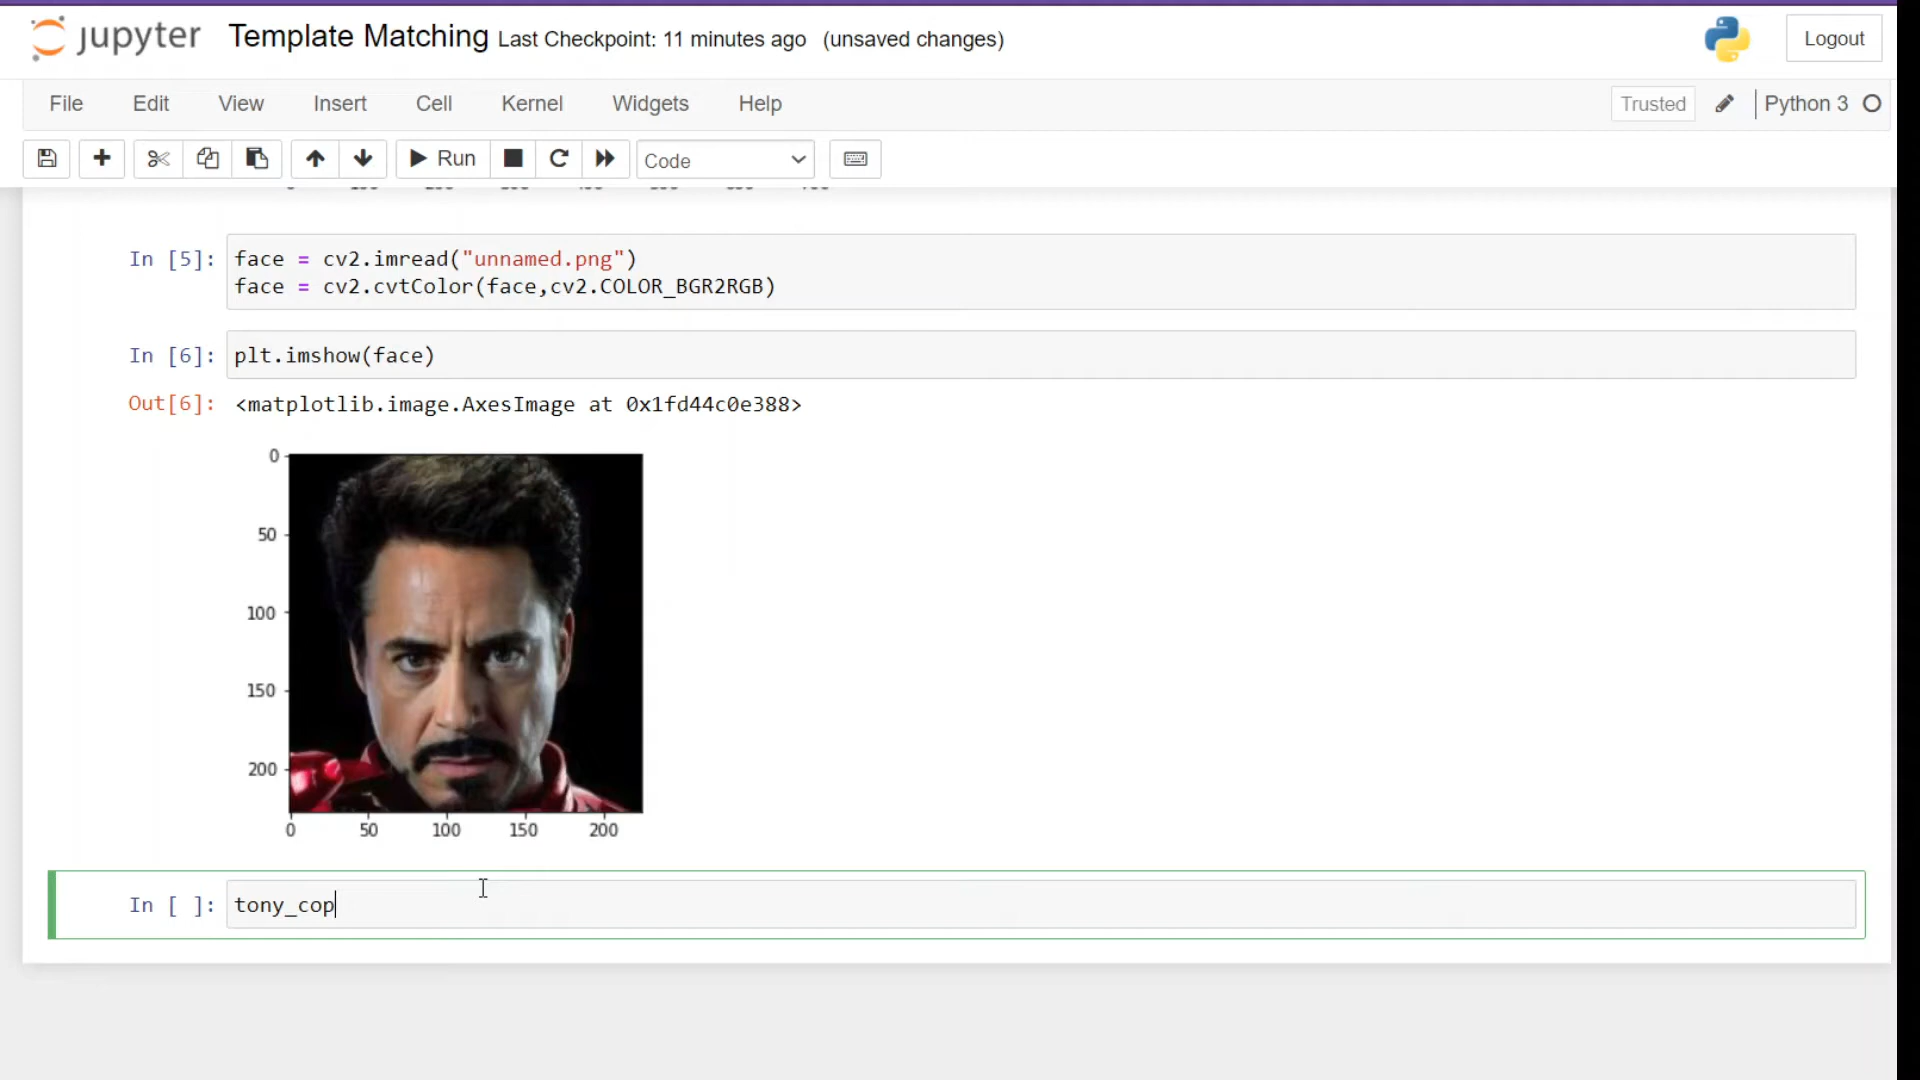 jupyter Template Matching Last Checkpoint: 11 minutes ago (unsaved changes) Logout
File Edit View Insert Cell Kernel Widgets Help Trusted Python 3
Run Code
In [5]: face = cv2.imread("unnamed.png")
face = cv2.cvtColor(face,cv2.COLOR_BGR2RGB)
In [6]: plt.imshow(face)
Out[6]: <matplotlib.image.AxesImage at 0x1fd44c0e388>
0
50
100
150
200
0 50 100 150 200
In [ ]: tony_cop